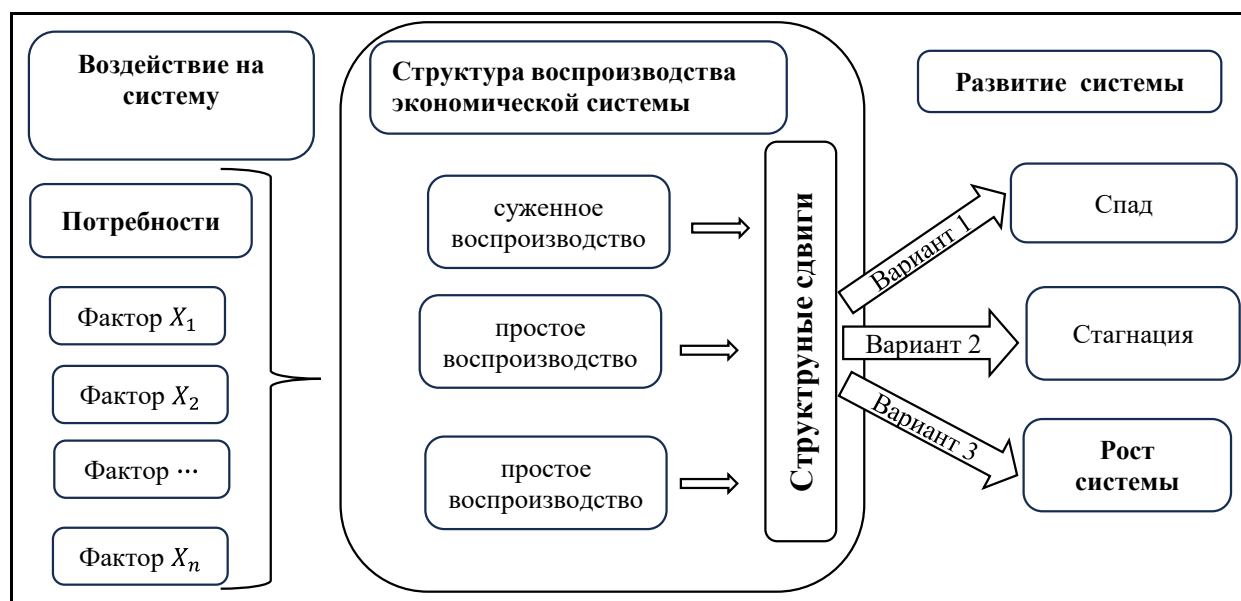 Воздействие на
систему
Потребности
Фактор X₁
Фактор X₂
Фактор ⋯
Фактор Xₙ
Структура воспроизводства
экономической системы
суженное
воспроизводство
простое
воспроизводство
простое
воспроизводство
Структруные сдвиги
Вариант 1
Вариант 2
Вариант 3
Развитие системы
Спад
Стагнация
Рост
системы